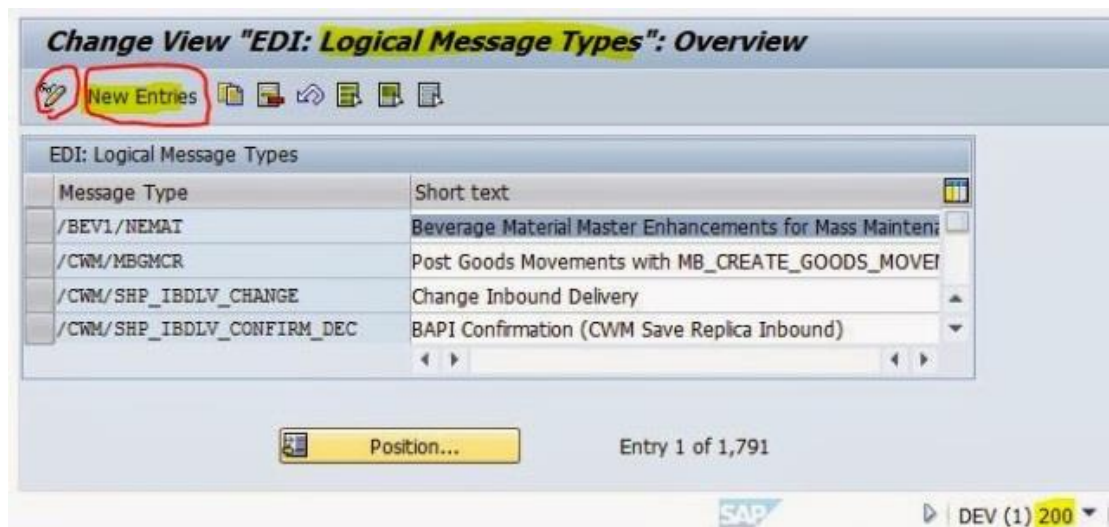 Change View "EDI: Logical Message Types": Overview
New Entries
EDI: Logical Message Types
Message Type Short text
/BEV1/NEMAT Beverage Material Master Enhancements for Mass Maintena
/CWM/MBGMCR Post Goods Movements with MB_CREATE_GOODS_MOVEM
/CWM/SHP_IBDLV_CHANGE Change Inbound Delivery
/CWM/SHP_IBDLV_CONFIRM_DEC BAPI Confirmation (CWM Save Replica Inbound)
Position... Entry 1 of 1,791
SAP DEV (1) 200